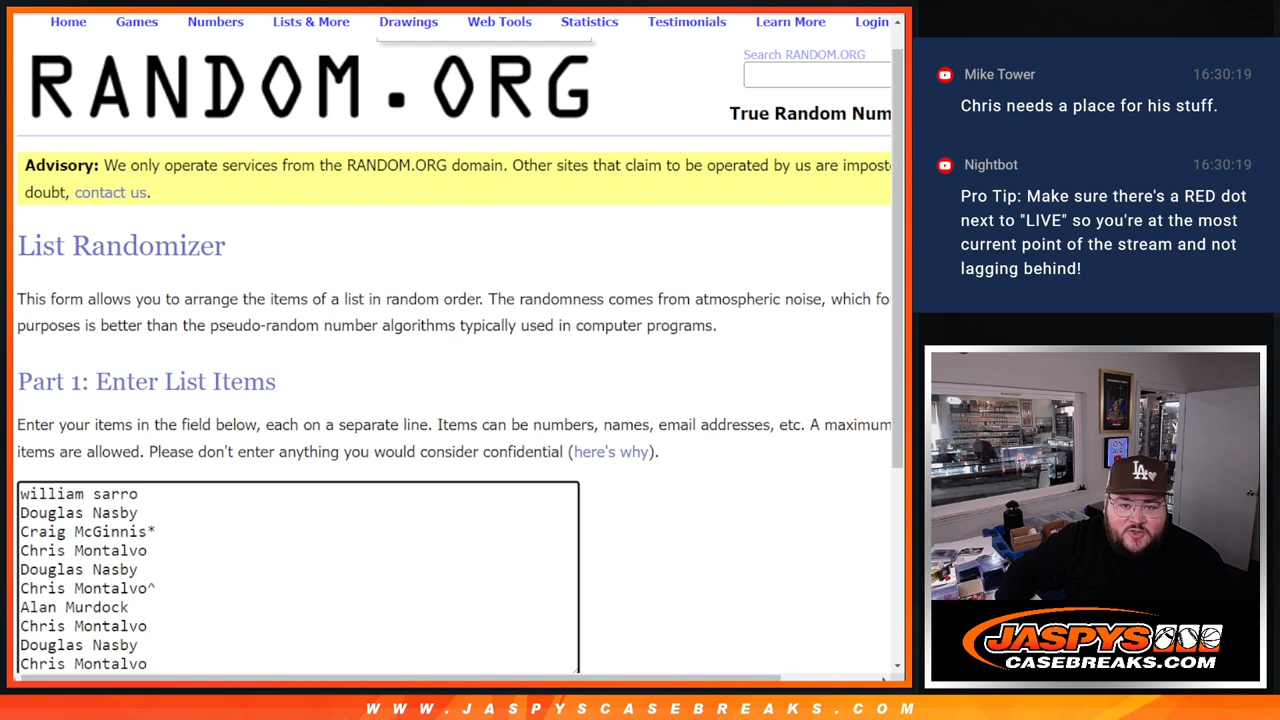 Home Games Numbers Lists & More Drawings Web Tools Statistics Testimonials Learn More Login
RANDOM.ORG
Search RANDOM.ORG
True Random Num
Advisory: We only operate services from the RANDOM.ORG domain. Other sites that claim to be operated by us are impost
doubt, contact us.
List Randomizer
This form allows you to arrange the items of a list in random order. The randomness comes from atmospheric noise, which fo
purposes is better than the pseudo-random number algorithms typically used in computer programs.
Part 1: Enter List Items
Enter your items in the field below, each on a separate line. Items can be numbers, names, email addresses, etc. A maximum
items are allowed. Please don't enter anything you would consider confidential (here's why).
william sarro
Douglas Nasby
Craig McGinnis*
Chris Montalvo
Douglas Nasby
Chris Montalvo^
Alan Murdock
Chris Montalvo
Douglas Nasby
Chris Montalvo
Mike Tower 16:30:19
Chris needs a place for his stuff.
Nightbot 16:30:19
Pro Tip: Make sure there's a RED dot
next to "LIVE" so you're at the most
current point of the stream and not
lagging behind!
ON
AIR
LA
JASPYS
CASEBREAKS.COM
WWW.JASPYSCASEBREAKS.COM